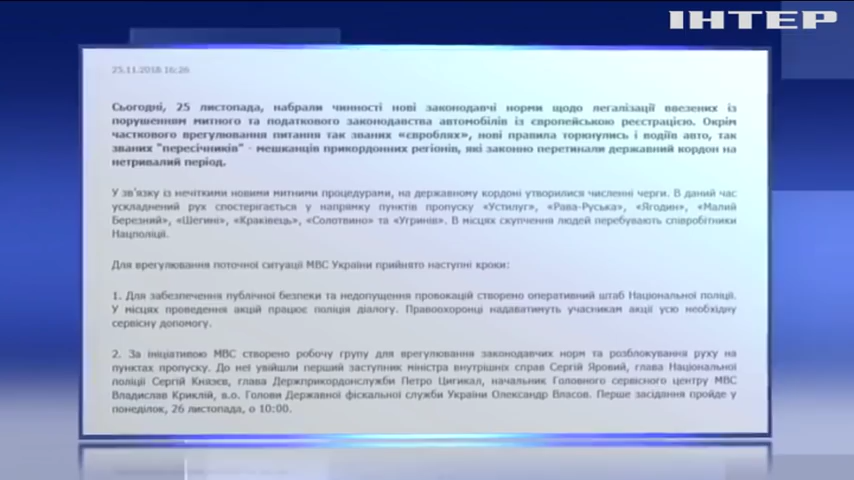 ІНТЕР
25.11.2018 16:26
Сьогодні, 25 листопада, набрали чинності нові законодавчі норми щодо легалізації ввезених із
порушенням митного та податкового законодавства автомобілів із європейською реєстрацією. Окрім
часткового врегулювання питання так званих «євроблях», нові правила торкнулись і водіїв авто, так
званих "пересічників" - мешканців прикордонних регіонів, які законно перетинали державний кордон на
нетривалий період.
У зв'язку із нечіткими новими митними процедурами, на державному кордоні утворилися численні черги. В даний час
ускладнений рух спостерігається у напрямку пунктів пропуску «Устилуг», «Рава-Руська», «Ягодин», «Малий
Березний», «Шегині», «Краківець», «Солотвино» та «Угринів». В місцях скупчення людей перебувають співробітники
Нацполіції.
Для врегулювання поточної ситуації МВС України прийнято наступні кроки:
1. Для забезпечення публічної безпеки та недопущення провокацій створено оперативний штаб Національної поліції.
У місцях проведення акцій працює поліція діалогу. Правоохоронці надаватимуть учасникам акції усю необхідну
сервісну допомогу.
2. За ініціативою МВС створено робочу групу для врегулювання законодавчих норм та розблокування руху на
пунктах пропуску. До неї увійшли перший заступник міністра внутрішніх справ Сергій Яровий, глава Національної
поліції Сергій Князєв, глава Держприкордонслужби Петро Цигикал, начальник Головного сервісного центру МВС
Владислав Криклій, в.о. Голови Державної фіскальної служби України Олександр Власов. Перше засідання пройде у
понеділок, 26 листопада, о 10:00.